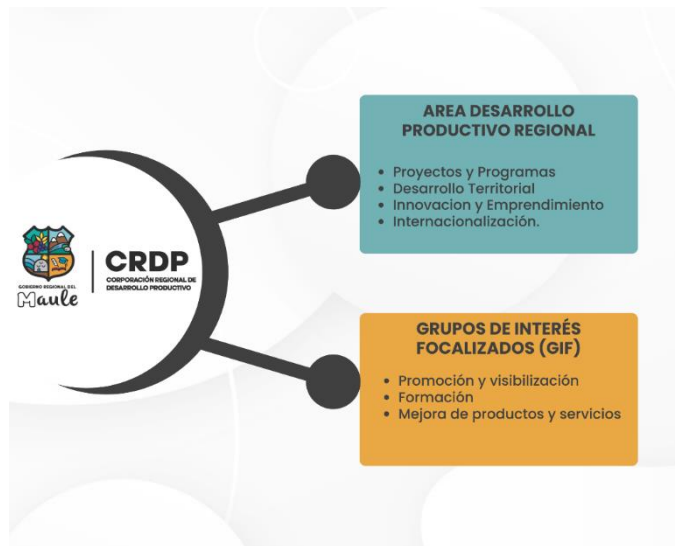 GOBIERNO REGIONAL DEL
Maule
CRDP
CORPORACIÓN REGIONAL DE
DESARROLLO PRODUCTIVO
AREA DESARROLLO
PRODUCTIVO REGIONAL
• Proyectos y Programas
• Desarrollo Territorial
• Innovacion y Emprendimiento
• Internacionalización.
GRUPOS DE INTERÉS
FOCALIZADOS (GIF)
• Promoción y visibilización
• Formación
• Mejora de productos y servicios